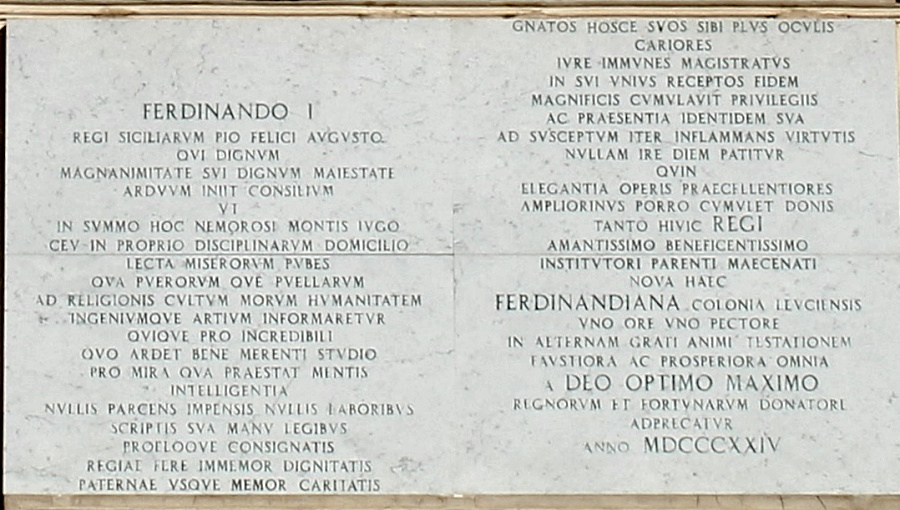 FERDINANDO I
REGI SICILIARVM PIO FELICI AVGVSTO
QVI DIGNVM
MAGNANIMITATE SVI DIGNVM MAIESTATE
ARDVVM INIIT CONSILIVM
VT
IN SVMMO HOC NEMOROSI MONTIS IVGO
CEV IN PROPRIO DISCIPLINARVM DOMICILIO
LECTA MISERORVM PVBES
QVA PVERORVM QVE PVELLARVM
AD RELIGIONIS CVLTVM MORVM HVMANITATEM
INGENIVMQVE ARTIVM INFORMARETVR
QVIQVE PRO INCREDIBILI
QVO ARDET BENE MERENTI STVDIO
PRO MIRA QVA PRAESTAT MENTIS
INTELLIGENTIA
NVLLIS PARCENS IMPENSIS NVLLIS LABORIBVS
SCRIPTIS SVA MANV LEGIBVS
CONSIGNATIS
REGIAE FERE IMMEMOR DIGNITATIS
PATERNAE VSQVE MEMOR CARITATIS
GNATOS HOSCE SVOS SIBI PLVS OCVLIS
CARIORES
IVRE IMMVNES MAGISTRATVS
IN SVI VNIVS RECEPTOS FIDEM
MAGNIFICIS CVMVLAVIT PRIVILEGIIS
AC PRAESENTIA IDENTIDEM SVA
AD SVSCEPTVM ITER INFLAMMANS VIRTVTIS
NVLLAM IRE DIEM PATITVR
QVIN
ELEGANTIA OPERIS PRAECELLENTIORES
AMPLIORINVS PORRO CVMVLET DONIS
TANTO HIVIC REGI
AMANTISSIMO BENEFICENTISSIMO
INSTITVTORI PARENTI MAECENATI
NOVA HAEC
FERDINANDIANA COLONIA LEVCIENSIS
VNO ORE VNO PECTORE
IN AETERNAM GRATI ANIMI TESTATIONEM
FAVSTIORA AC PROSPERIORA OMNIA
A DEO OPTIMO MAXIMO
REGNORVM ET FORTVNARVM DONATORE
ADPRECATVR
ANNO MDCCCXXIV